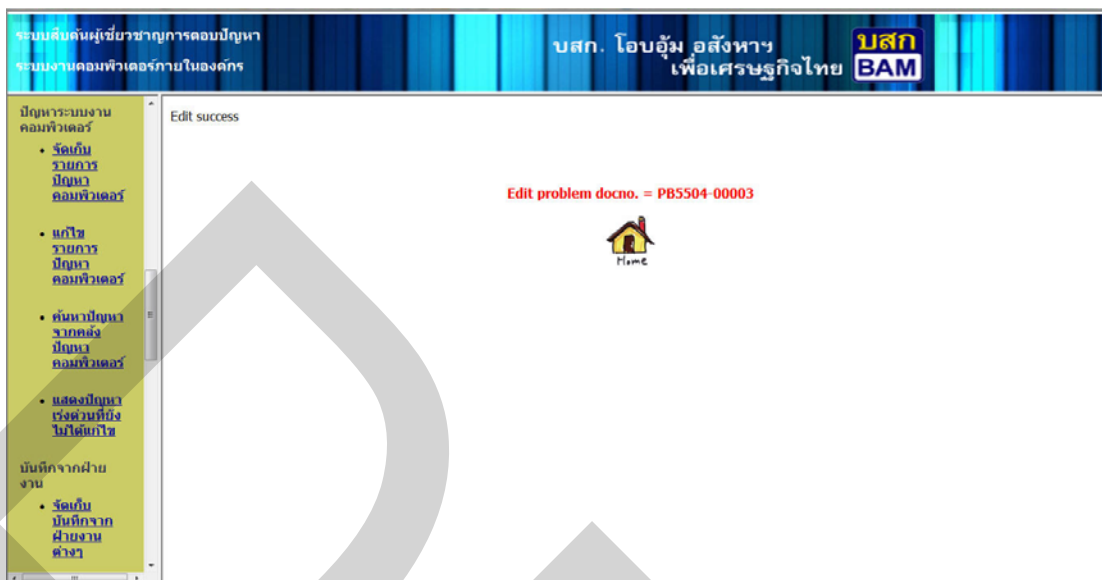 ระบบสืบค้นผู้เชี่ยวชาญการตอบปัญหา
ระบบงานคอมพิวเตอร์ภายในองค์กร
บสก. โอบอุ้ม อสังหาฯ
เพื่อเศรษฐกิจไทย
บสก
BAM
ปัญหาระบบงาน
คอมพิวเตอร์
จัดเก็บ
รายการ
ปัญหา
คอมพิวเตอร์
แก้ไข
รายการ
ปัญหา
คอมพิวเตอร์
ค้นหาปัญหา
จากคลัง
ปัญหา
คอมพิวเตอร์
แสดงปัญหา
เร่งด่วนที่ยัง
ไม่ได้แก้ไข
บันทึกจากฝ่าย
งาน
จัดเก็บ
บันทึกจาก
ฝ่ายงาน
ต่างๆ
Edit success
Edit problem docno. = PB5504-00003
Home